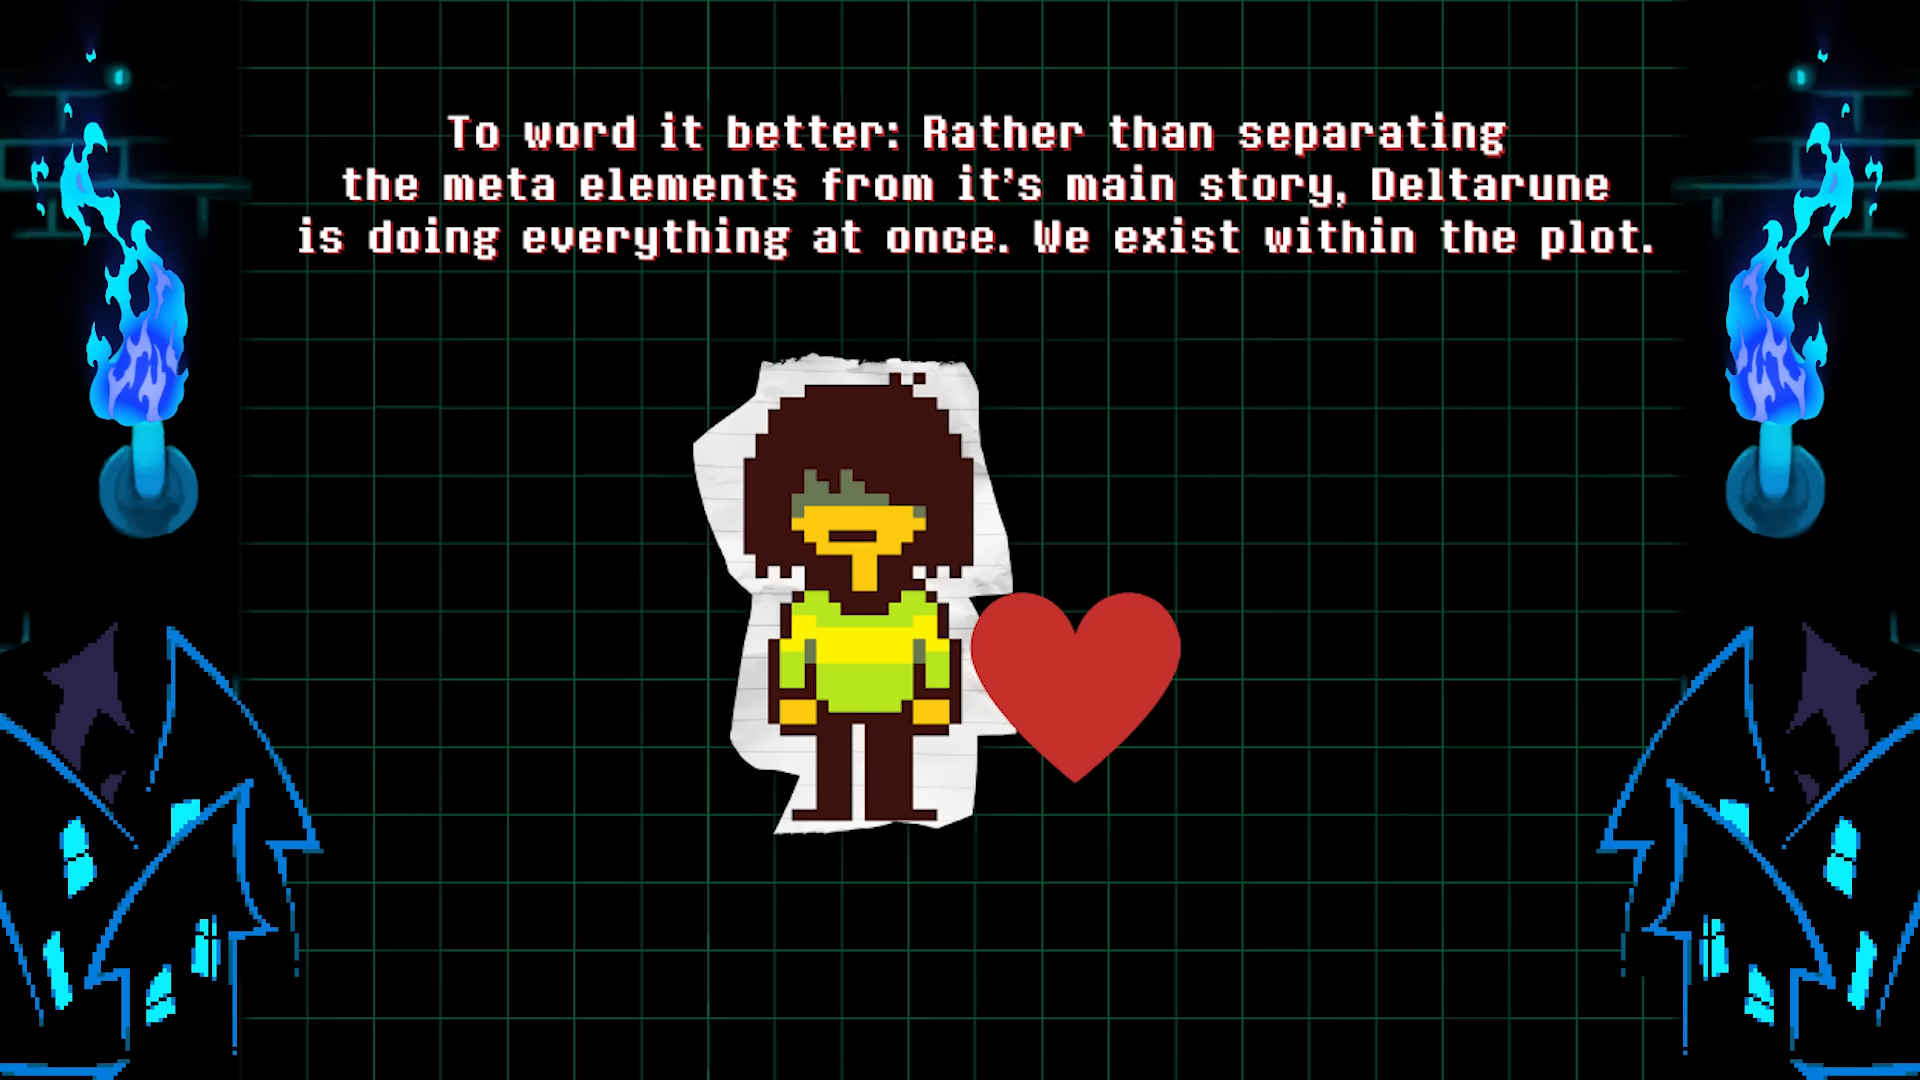 To word it better: Rather than separating
the meta elements from it's main story, Deltarune
is doing everything at once. We exist within the plot.